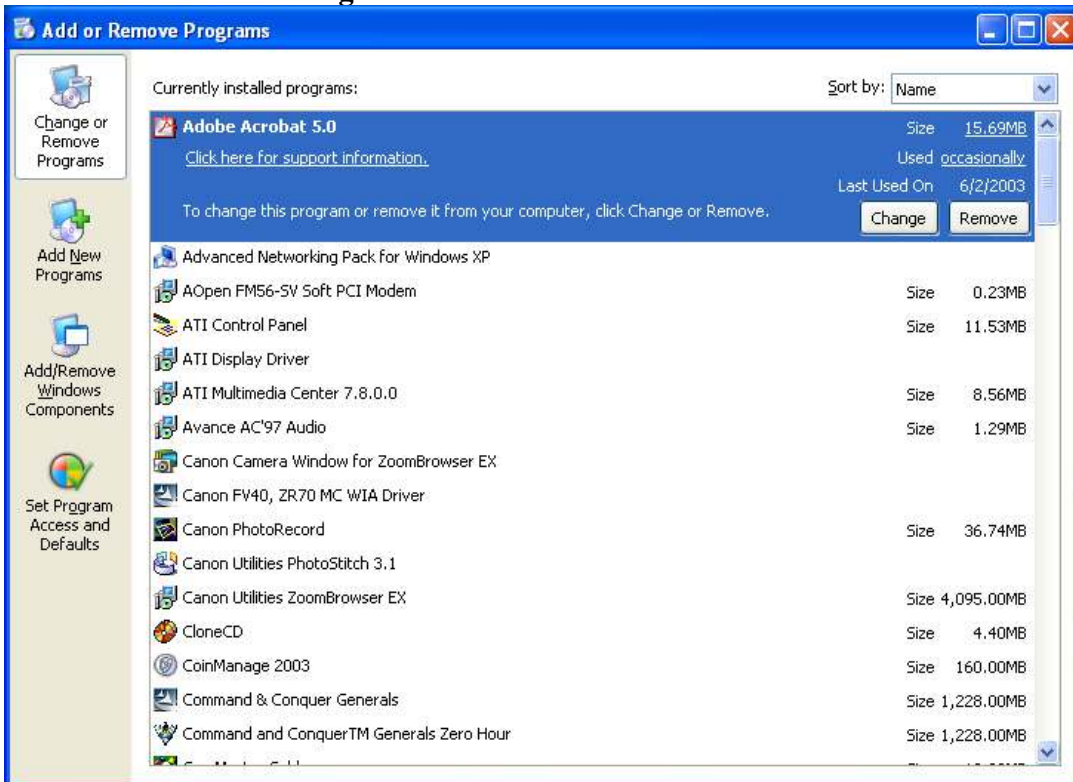 Add or Remove Programs
Change or
Remove
Programs
Add New
Programs
Add/Remove
Windows
Components
Set Program
Access and
Defaults
Currently installed programs:
Sort by: Name
Adobe Acrobat 5.0 Size 15.69MB
Click here for support information. Used occasionally
Last Used On 6/2/2003
To change this program or remove it from your computer, click Change or Remove. Change Remove
Advanced Networking Pack for Windows XP
AOpen FM56-SV Soft PCI Modem Size 0.23MB
ATI Control Panel Size 11.53MB
ATI Display Driver
ATI Multimedia Center 7.8.0.0 Size 8.56MB
Avance AC'97 Audio Size 1.29MB
Canon Camera Window for ZoomBrowser EX
Canon FV40, ZR70 MC WIA Driver
Canon PhotoRecord Size 36.74MB
Canon Utilities PhotoStitch 3.1
Canon Utilities ZoomBrowser EX Size 4,095.00MB
CloneCD Size 4.40MB
CoinManage 2003 Size 160.00MB
Command & Conquer Generals Size 1,228.00MB
Command and ConquerTM Generals Zero Hour Size 1,228.00MB